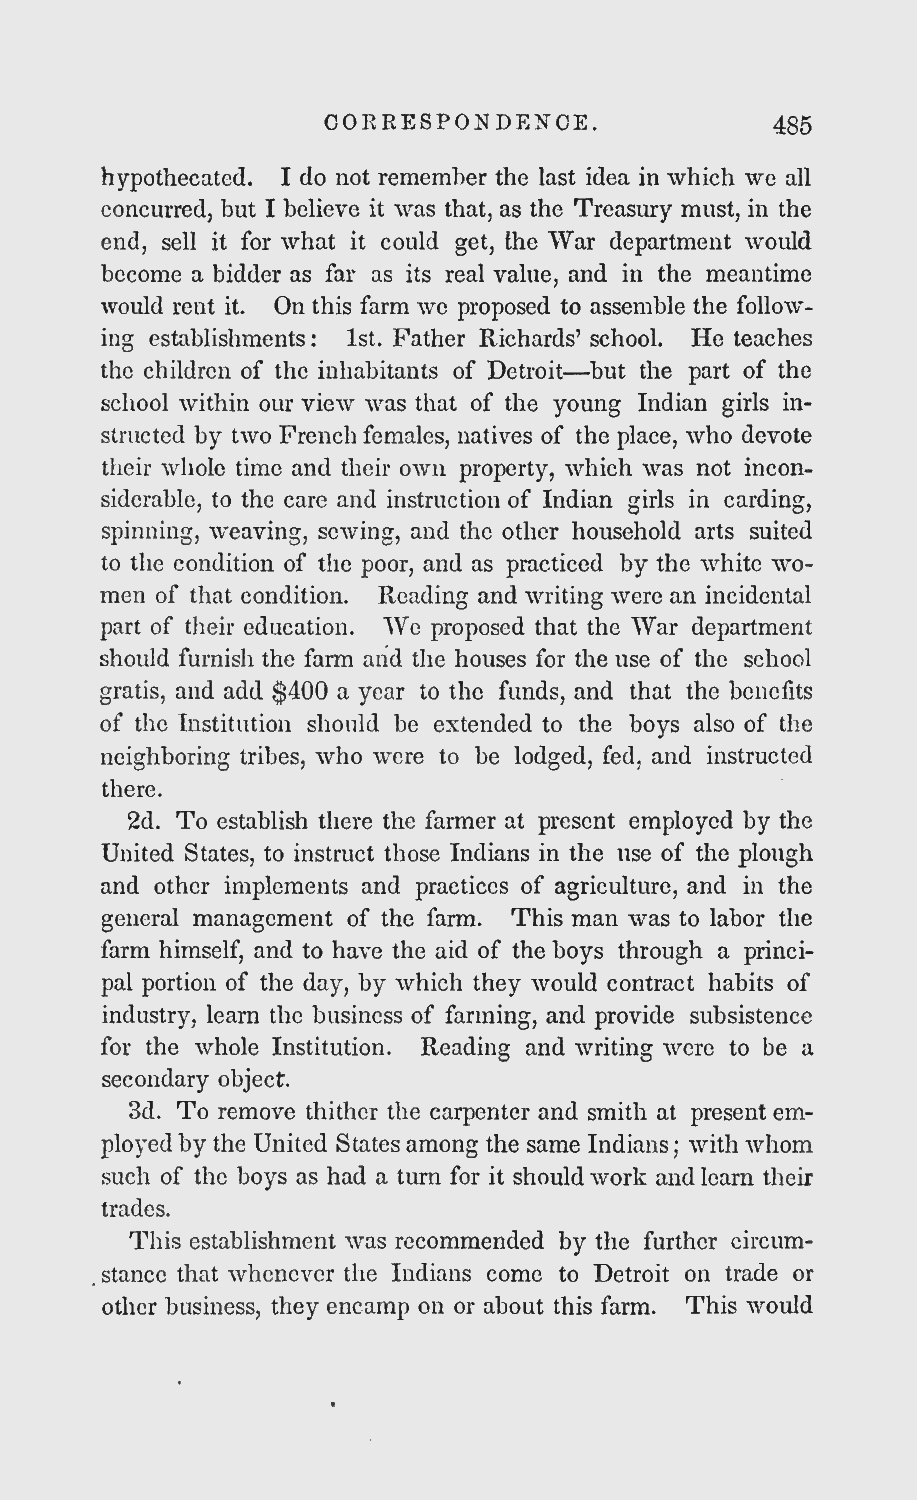 CORRESPONDENCE. 485
hypothecated. I do not remember the last idea in which we all
concurred, but I believe it was that, as the Treasury must, in the
end, sell it for what it could get, the War department would
become a bidder as far as its real value, and in the meantime
would rent it. On this farm we proposed to assemble the follow-
ing establishments: 1st. Father Richards' school. He teaches
the children of the inhabitants of Detroit—but the part of the
school within our view was that of the young Indian girls in-
structed by two French females, natives of the place, who devote
their whole time and their own property, which was not incon-
siderable, to the care and instruction of Indian girls in carding,
spinning, weaving, sewing, and the other household arts suited
to the condition of the poor, and as practiced by the white wo-
men of that condition. Reading and writing were an incidental
part of their education. We proposed that the War department
should furnish the farm and the houses for the use of the school
gratis, and add $400 a year to the funds, and that the benefits
of the Institution should be extended to the boys also of the
neighboring tribes, who were to be lodged, fed, and instructed
there.
2d. To establish there the farmer at present employed by the
United States, to instruct those Indians in the use of the plough
and other implements and practices of agriculture, and in the
general management of the farm. This man was to labor the
farm himself, and to have the aid of the boys through a princi-
pal portion of the day, by which they would contract habits of
industry, learn the business of farming, and provide subsistence
for the whole Institution. Reading and writing were to be a
secondary object.
3d. To remove thither the carpenter and smith at present em-
ployed by the United States among the same Indians; with whom
such of the boys as had a turn for it should work and learn their
trades.
This establishment was recommended by the further circum-
stance that whenever the Indians come to Detroit on trade or
other business, they encamp on or about this farm. This would